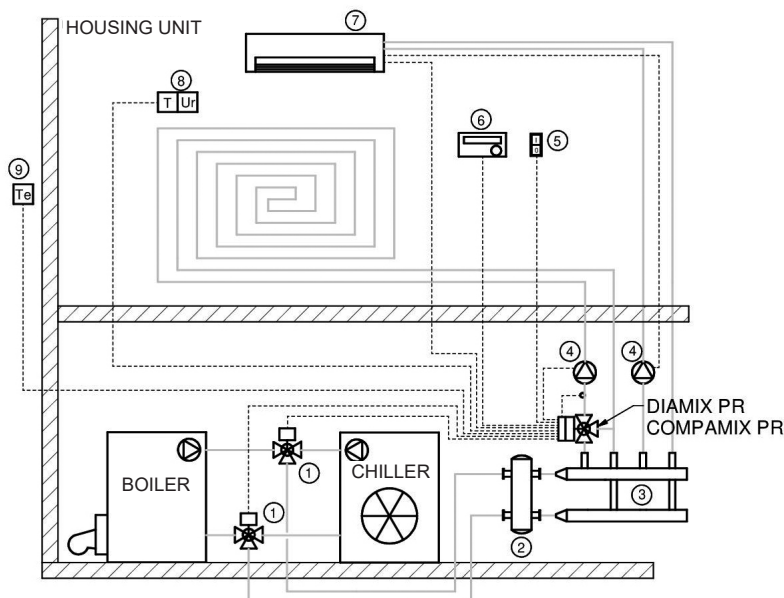 HOUSING UNIT
7
8
T Ur
6
5
I
0
9
Te
4
4
DIAMIX PR
COMPAMIX PR
BOILER
1
CHILLER
1
3
2